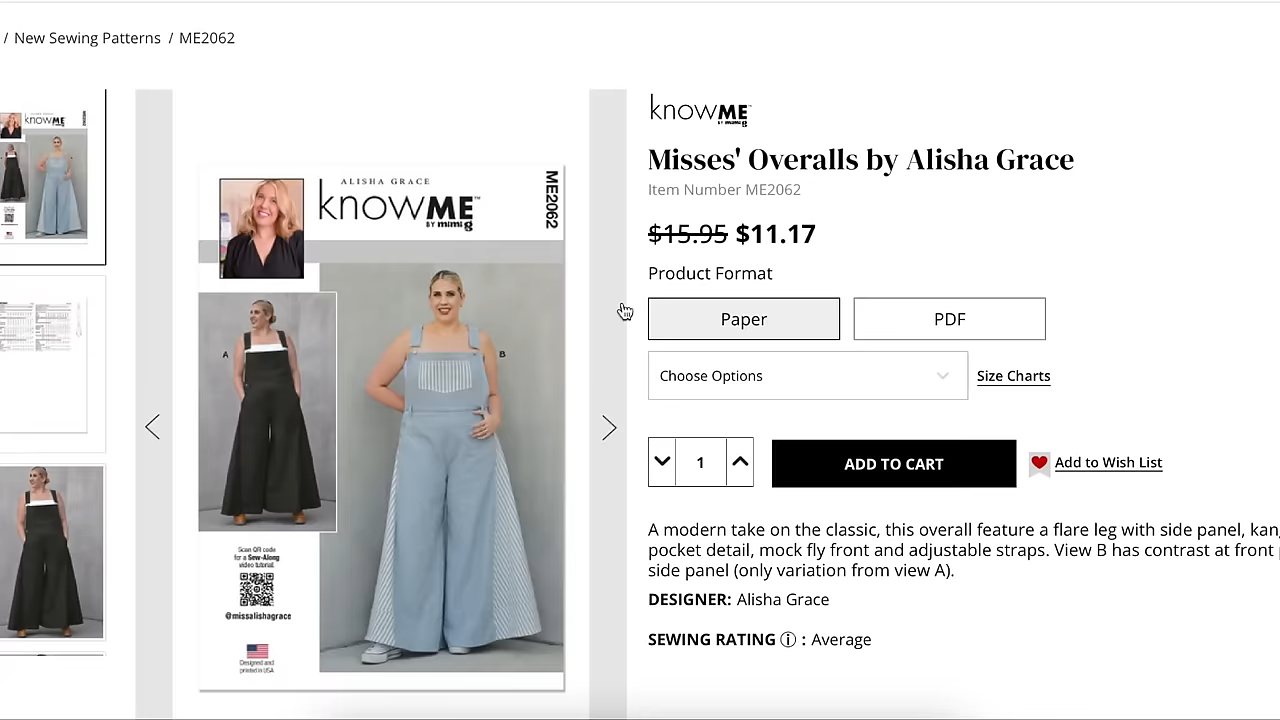 / New Sewing Patterns / ME2062
knowME
BY mimi g
Misses' Overalls by Alisha Grace
Item Number ME2062
$15.95 $11.17
Product Format
Paper
PDF
Choose Options
Size Charts
1
ADD TO CART
Add to Wish List
A modern take on the classic, this overall feature a flare leg with side panel, kan
pocket detail, mock fly front and adjustable straps. View B has contrast at front
side panel (only variation from view A).
DESIGNER: Alisha Grace
SEWING RATING ⓘ : Average
ALISHA GRACE
knowME™
BY mimi g
ME2062
A
B
Scan QR code
for a Sew-Along
video tutorial
@missalishagrace
Designed and
printed in USA
knowME